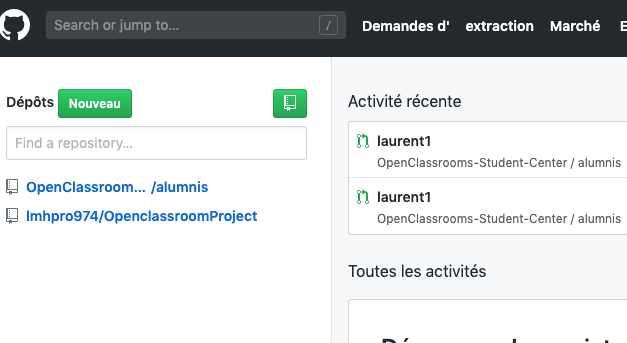 Search or jump to... /
Demandes d' extraction Marché E
Dépôts Nouveau
Find a repository...
OpenClassroom... /alumnis
lmhpro974/OpenclassroomProject
Activité récente
laurent1
OpenClassrooms-Student-Center / alumnis
laurent1
OpenClassrooms-Student-Center / alumnis
Toutes les activités